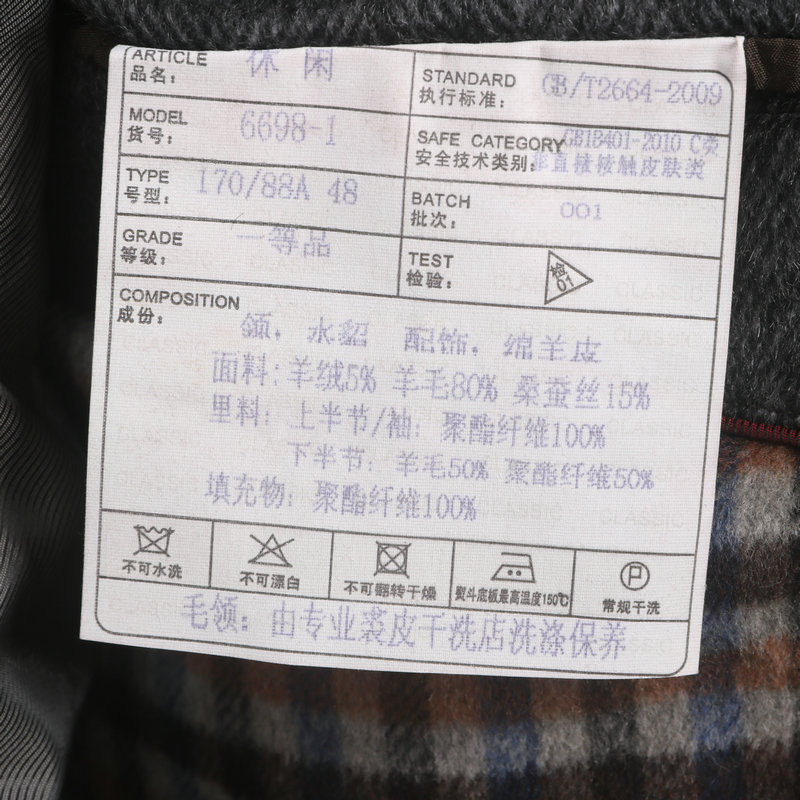 ARTICLE 休闲
品名：
STANDARD GB/T2664-2009
执行标准：
MODEL 6698-1
货号：
SAFE CATEGORY GB18401-2010 C类
安全技术类别： 非直接接触皮肤类
TYPE 170/88A 48
号型：
BATCH 001
批次：
GRADE 一等品
等级：
TEST 检 01
检验：
COMPOSITION
成份：
领，水貂 配饰，绵羊皮
面料：羊绒5% 羊毛80% 桑蚕丝15%
里料：上半节/袖：聚酯纤维100%
下半节：羊毛50% 聚酯纤维50%
填充物：聚酯纤维100%
不可水洗 不可漂白 不可翻转干燥 熨斗底板最高温度150℃ P 常规干洗
毛领：由专业裘皮干洗店洗涤保养